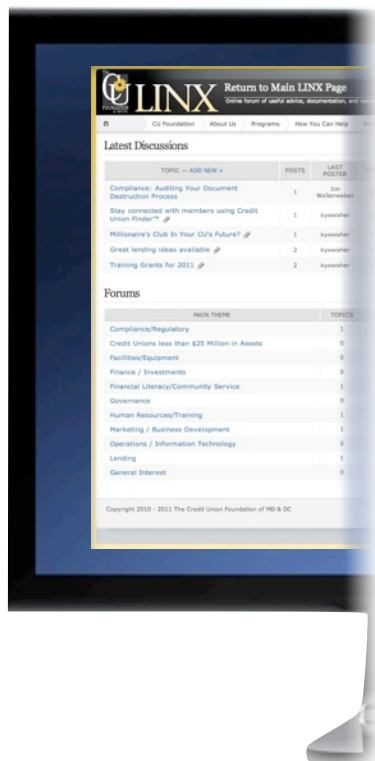 CU LINX
FOUNDATION
Return to Main LINX Page
Online forum of useful advice, documentation, and
CU Foundation About Us Programs How You Can Help
Latest Discussions
TOPIC — ADD NEW » POSTS LAST POSTER
Compliance: Auditing Your Document Destruction Process 1 Jim Wollenweber
Stay connected with members using Credit Union Finder™ 1 kyswisher
Millionaire's Club In Your CU's Future? 1 kyswisher
Great lending ideas available 2 kyswisher
Training Grants for 2011 2 kyswisher
Forums
MAIN THEME TOPICS
Compliance/Regulatory 1
Credit Unions less than $25 Million in Assets 0
Facilities/Equipment 0
Finance / Investments 0
Financial Literacy/Community Service 1
Governance 0
Human Resources/Training 1
Marketing / Business Development 1
Operations / Information Technology 0
Lending 1
General Interest 0
Copyright 2010 - 2011 The Credit Union Foundation of MD & DC